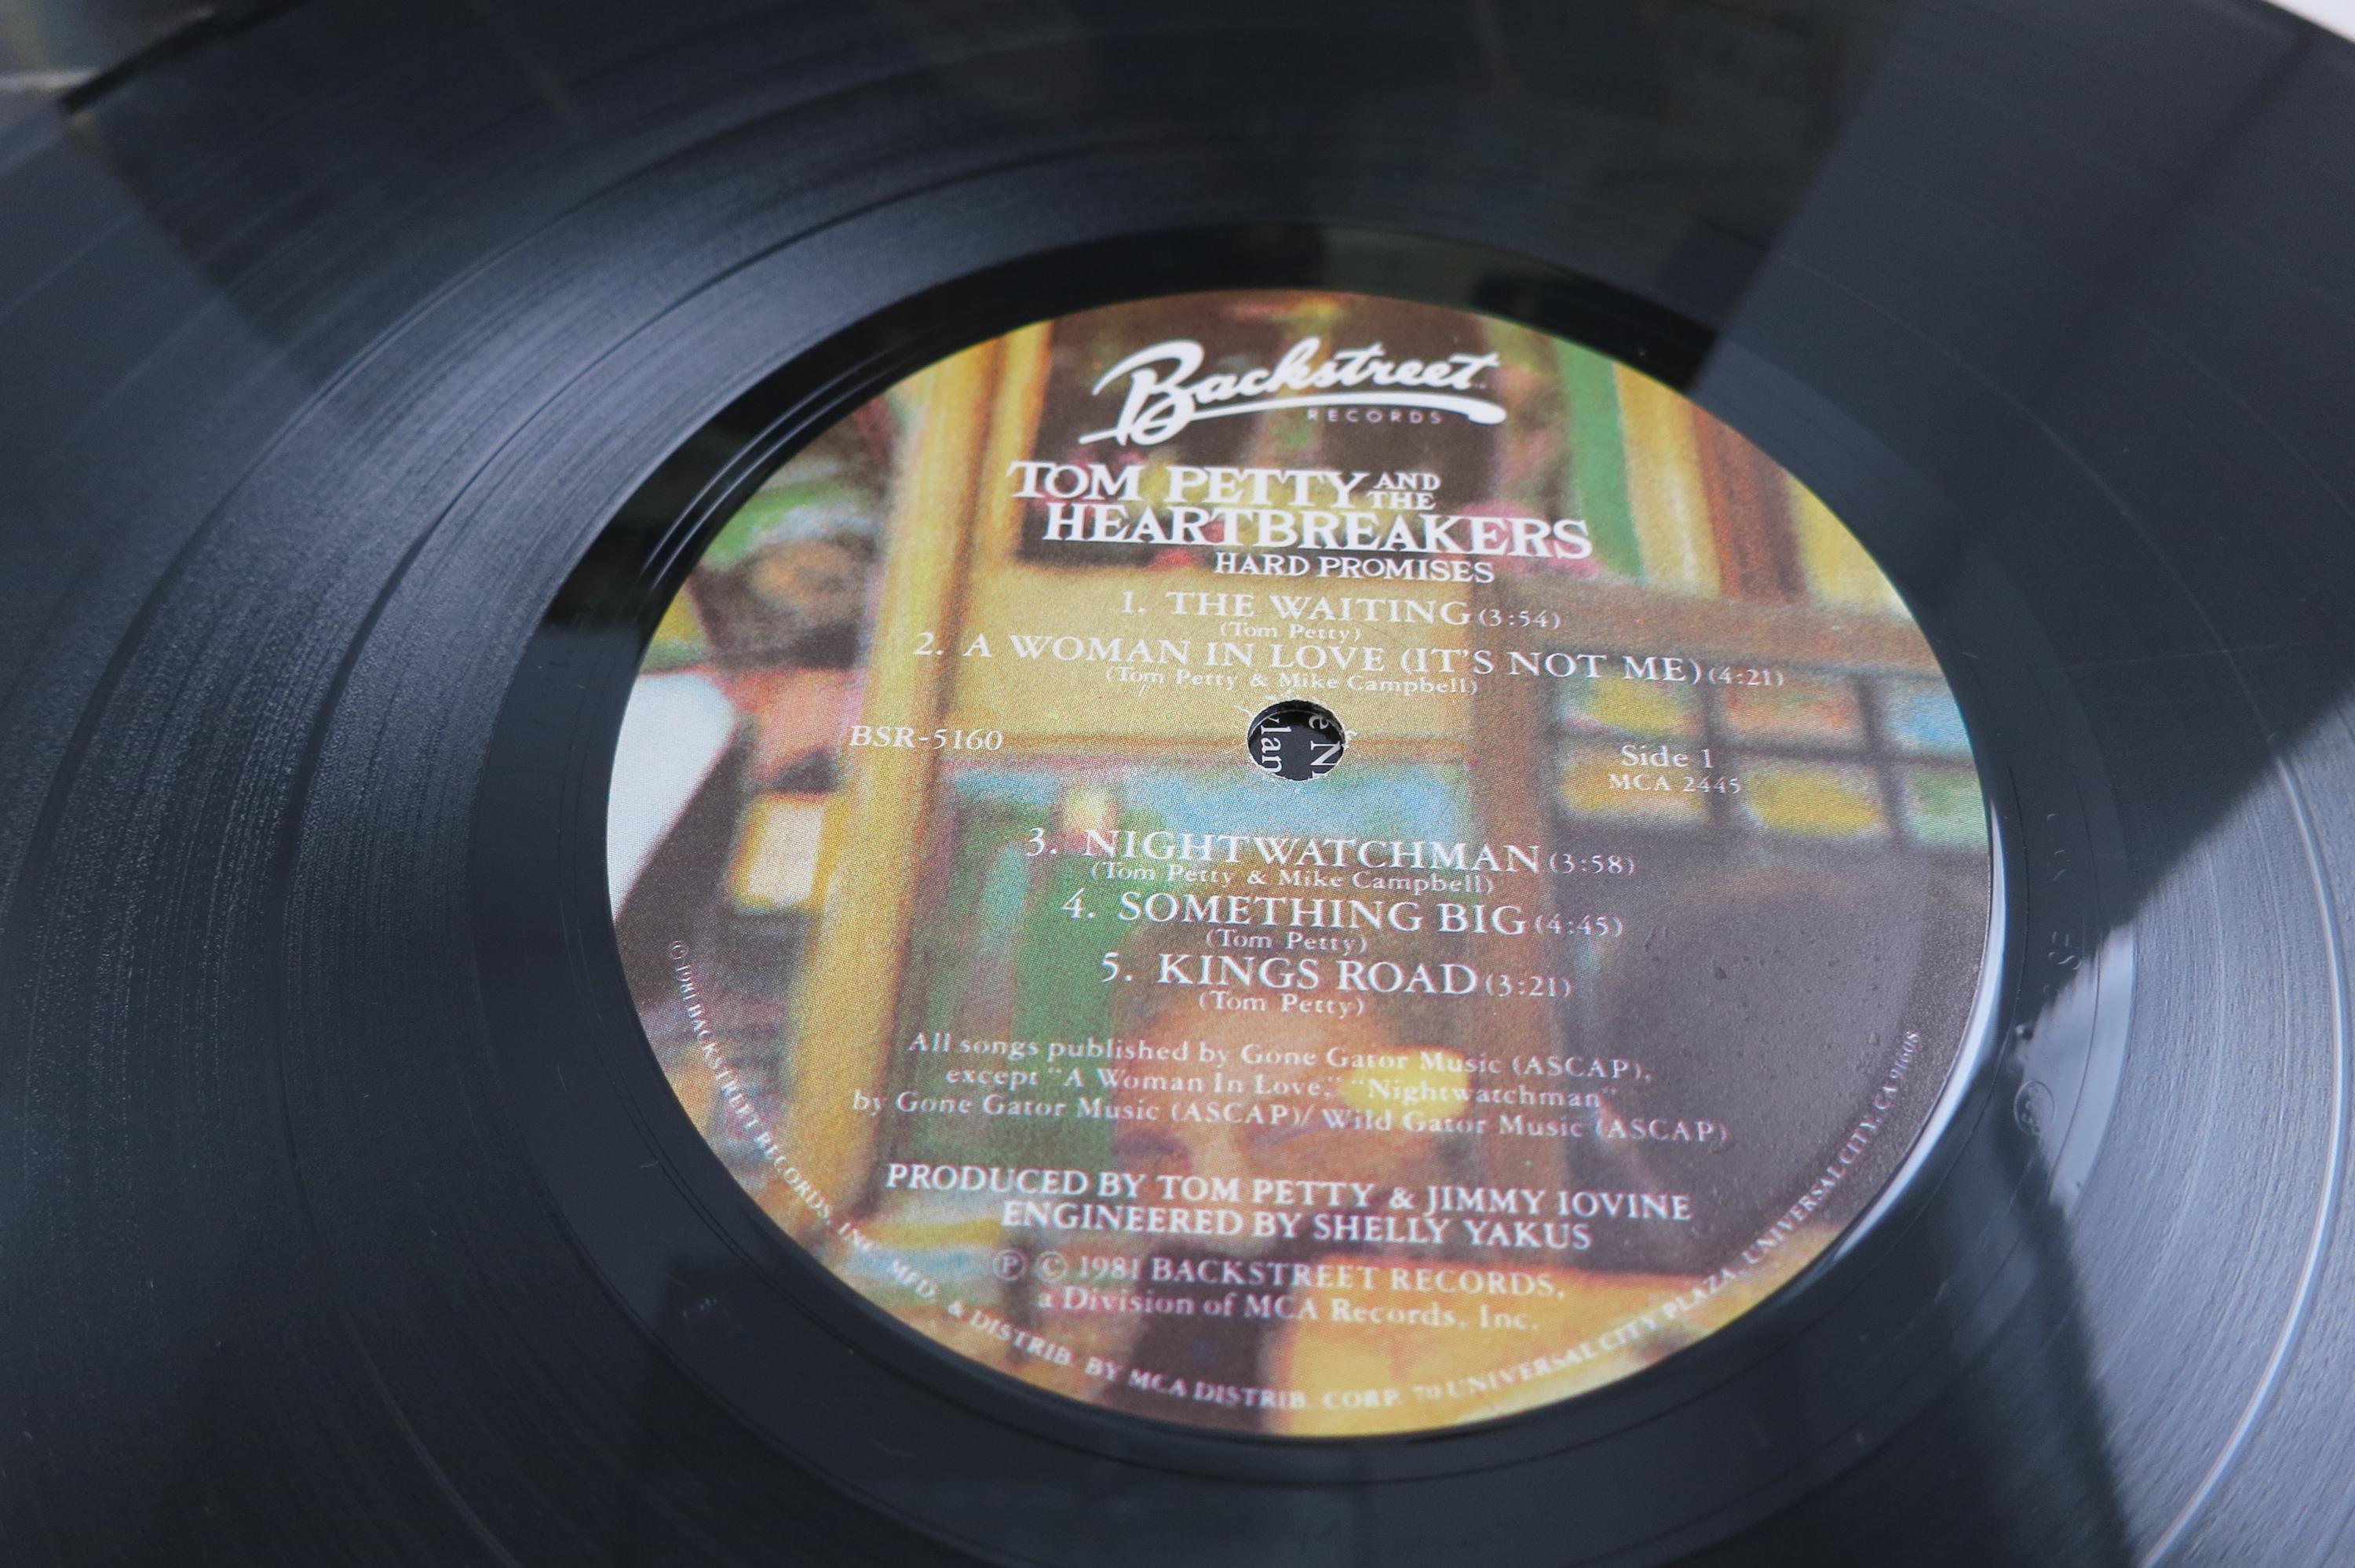 Backstreet
RECORDS
TOM PETTY AND THE
HEARTBREAKERS
HARD PROMISES
1. THE WAITING (3:54)
(Tom Petty)
2. A WOMAN IN LOVE (IT'S NOT ME) (4:21)
(Tom Petty & Mike Campbell)
BSR-5160
Side 1
MCA 2445
3. NIGHTWATCHMAN (3:58)
(Tom Petty & Mike Campbell)
4. SOMETHING BIG (4:45)
(Tom Petty)
5. KINGS ROAD (3:21)
(Tom Petty)
All songs published by Gone Gator Music (ASCAP),
except "A Woman In Love," "Nightwatchman"
by Gone Gator Music (ASCAP)/ Wild Gator Music (ASCAP)
PRODUCED BY TOM PETTY & JIMMY IOVINE
ENGINEERED BY SHELLY YAKUS
Ⓟ © 1981 BACKSTREET RECORDS,
a Division of MCA Records, Inc.
© 1981 BACKSTREET RECORDS, INC. MFD. & DISTRIB. BY MCA DISTRIB. CORP. 70 UNIVERSAL CITY PLAZA, UNIVERSAL CITY, CA 91608